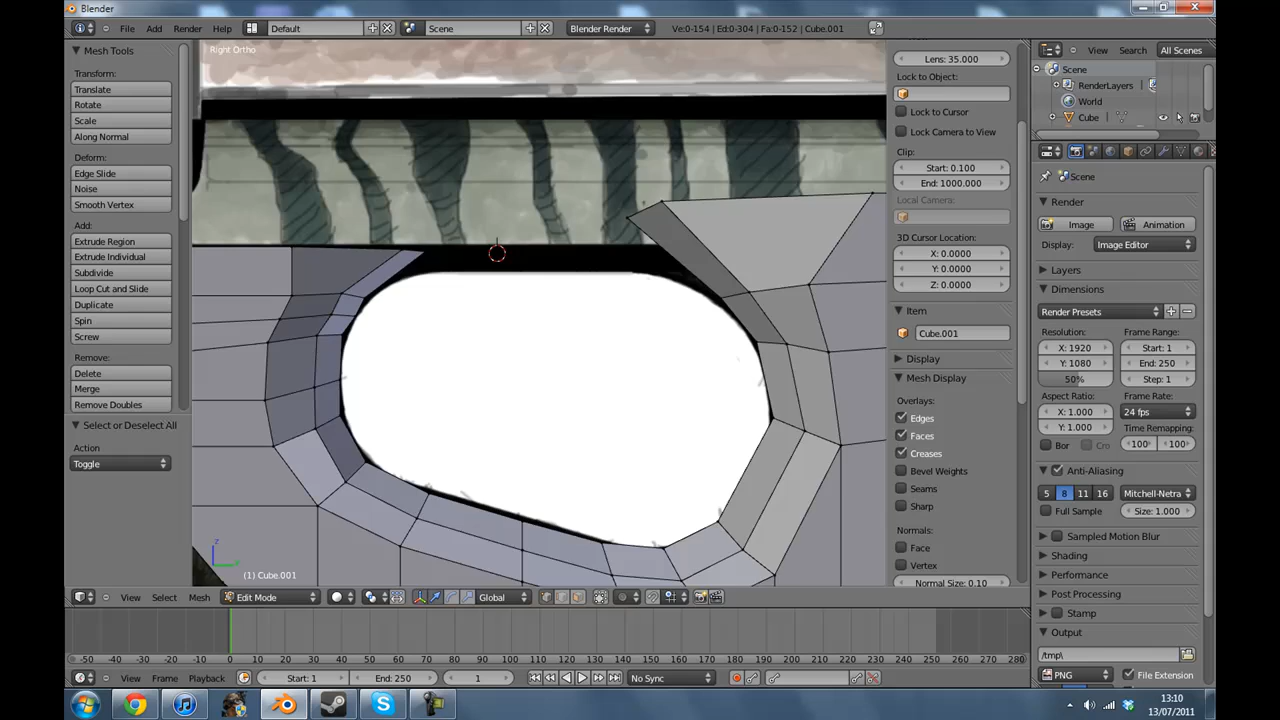 Blender
File Add Render Help Default Scene Blender Render Ve:0-154 | Ed:0-304 | Fa:0-152 | Cube.001
Mesh Tools
Transform:
Translate
Rotate
Scale
Along Normal
Deform:
Edge Slide
Noise
Smooth Vertex
Add:
Extrude Region
Extrude Individual
Subdivide
Loop Cut and Slide
Duplicate
Spin
Screw
Remove:
Delete
Merge
Remove Doubles
Select or Deselect All
Action
Toggle
Right Ortho
z
(1) Cube.001
Lens: 35.000
Lock to Object:
Lock to Cursor
Lock Camera to View
Clip:
Start: 0.100
End: 1000.000
Local Camera:
3D Cursor Location:
X: 0.0000
Y: 0.0000
Z: 0.0000
Item
Cube.001
Display
Mesh Display
Overlays:
Edges
Faces
Creases
Bevel Weights
Seams
Sharp
Normals:
Face
Vertex
Normal Size: 0.10
View Search All Scenes
Scene
RenderLayers
World
Cube
Scene
Render
Image Animation
Display: Image Editor
Layers
Dimensions
Render Presets
Resolution: Frame Range:
X: 1920 Start: 1
Y: 1080 End: 250
50% Step: 1
Aspect Ratio: Frame Rate:
X: 1.000 24 fps
Y: 1.000 Time Remapping:
Bor Cro 100 100
Anti-Aliasing
5 8 11 16 Mitchell-Netra
Full Sample Size: 1.000
Sampled Motion Blur
Shading
Performance
Post Processing
Stamp
Output
/tmp\
PNG File Extension
View Select Mesh Edit Mode Global
-50 -40 -30 -20 -10 0 10 20 30 40 50 60 70 80 90 100 110 120 130 140 150 160 170 180 190 200 210 220 230 240 250 260 270 280
View Frame Playback Start: 1 End: 250 1 No Sync
13:10
13/07/2011